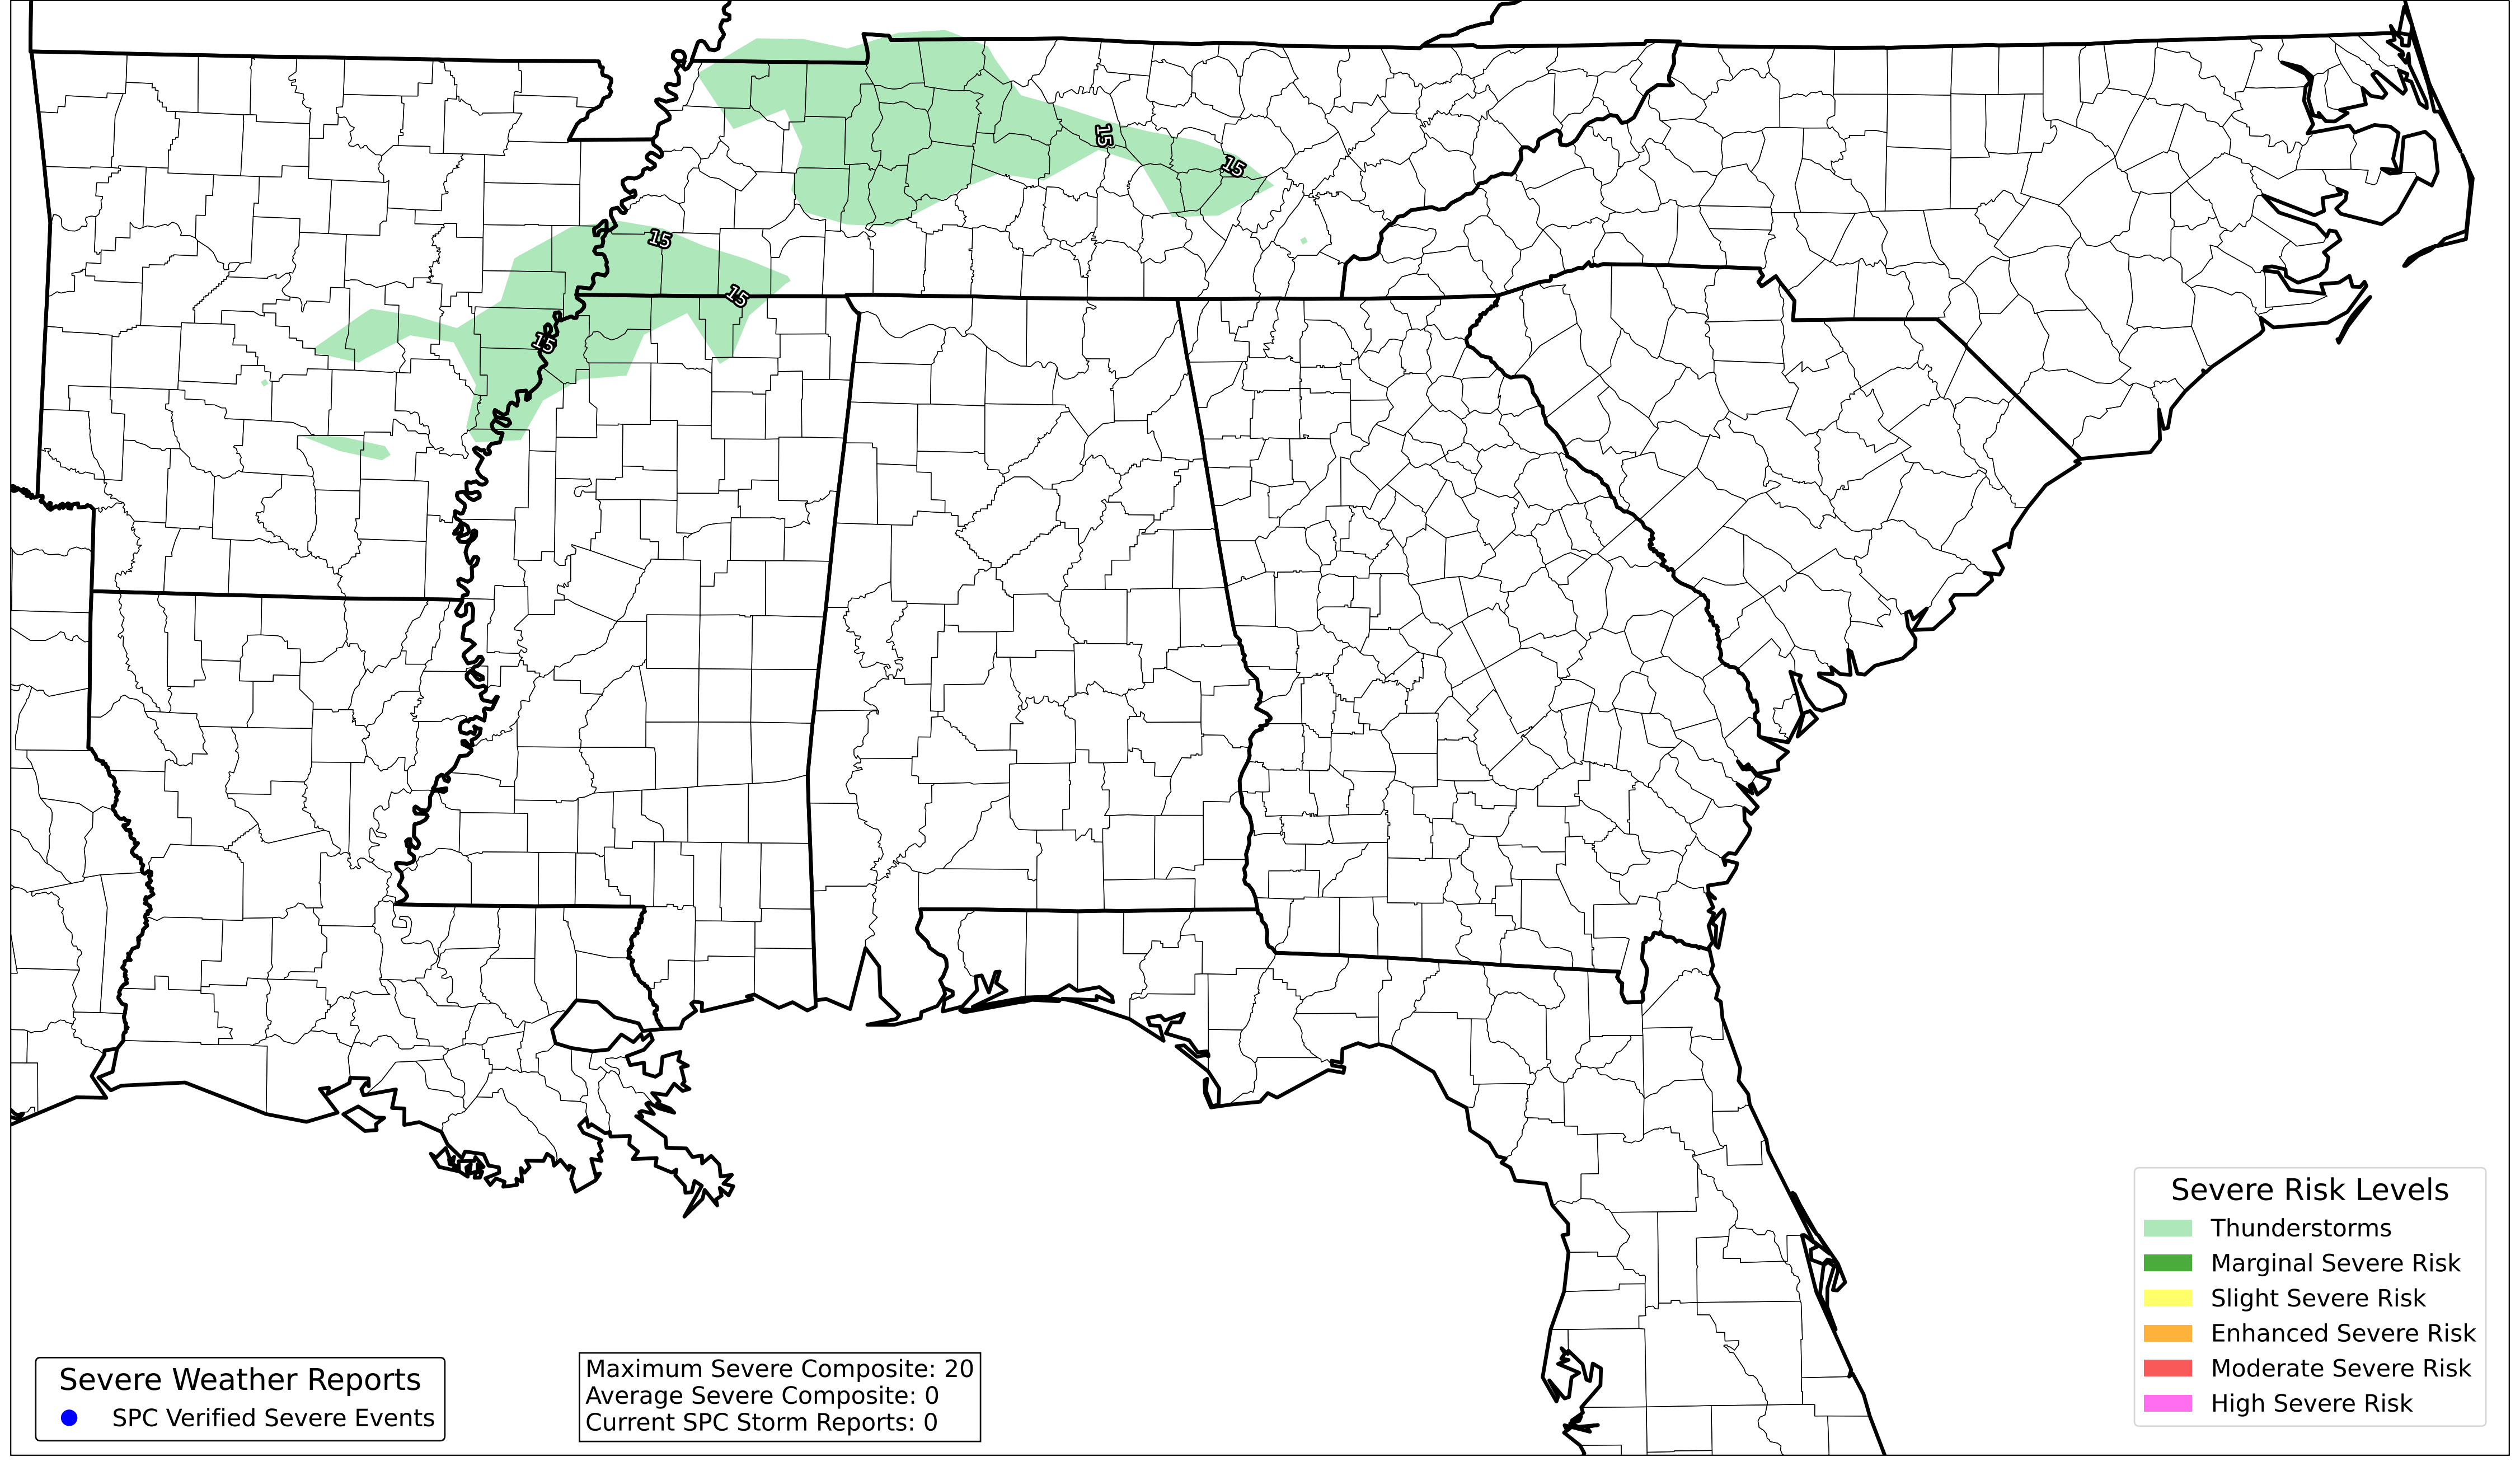 15
15
15
15
15
Severe Risk Levels
Thunderstorms
Marginal Severe Risk
Slight Severe Risk
Enhanced Severe Risk
Moderate Severe Risk
High Severe Risk
Severe Weather Reports
SPC Verified Severe Events
Maximum Severe Composite: 20
Average Severe Composite: 0
Current SPC Storm Reports: 0